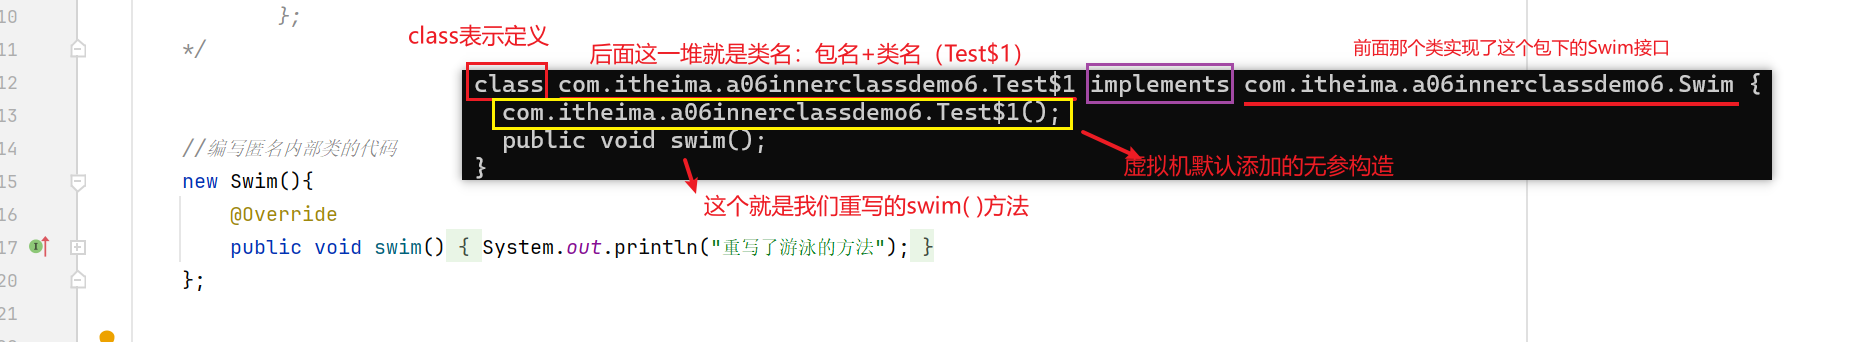 10 };
class表示定义
11 */
后面这一堆就是类名：包名+类名（Test$1）
前面那个类实现了这个包下的Swim接口
12
class com.itheima.a06innerclassdemo6.Test$1 implements com.itheima.a06innerclassdemo6.Swim {
13
com.itheima.a06innerclassdemo6.Test$1();
public void swim();
}
虚拟机默认添加的无参构造
14 //编写匿名内部类的代码
15 new Swim(){
这个就是我们重写的swim( )方法
16 @Override
17 public void swim() { System.out.println("重写了游泳的方法"); }
20 };
21